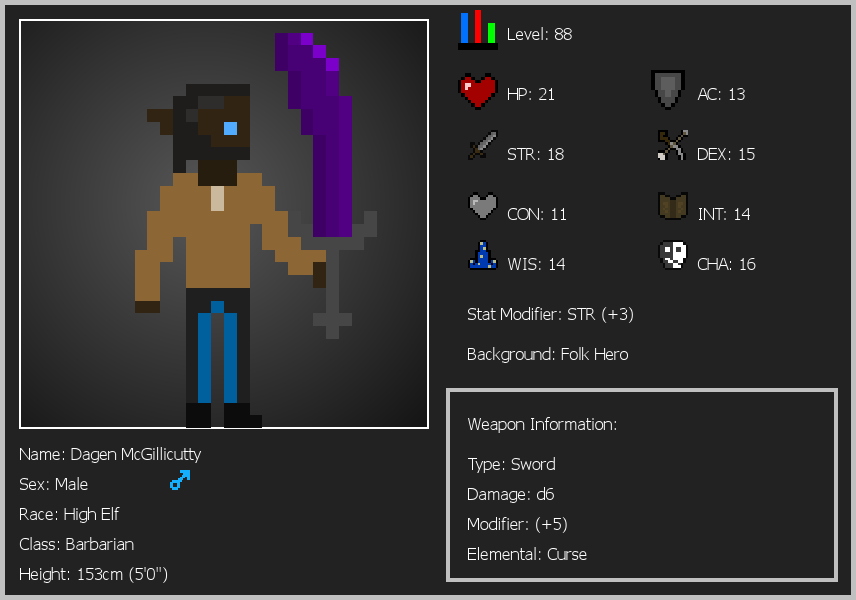 Level: 88
HP: 21
AC: 13
STR: 18
DEX: 15
CON: 11
INT: 14
WIS: 14
CHA: 16
Stat Modifier: STR (+3)
Background: Folk Hero
Weapon Information:
Type: Sword
Damage: d6
Modifier: (+5)
Elemental: Curse
Name: Dagen McGillicutty
Sex: Male
Race: High Elf
Class: Barbarian
Height: 153cm (5'0")